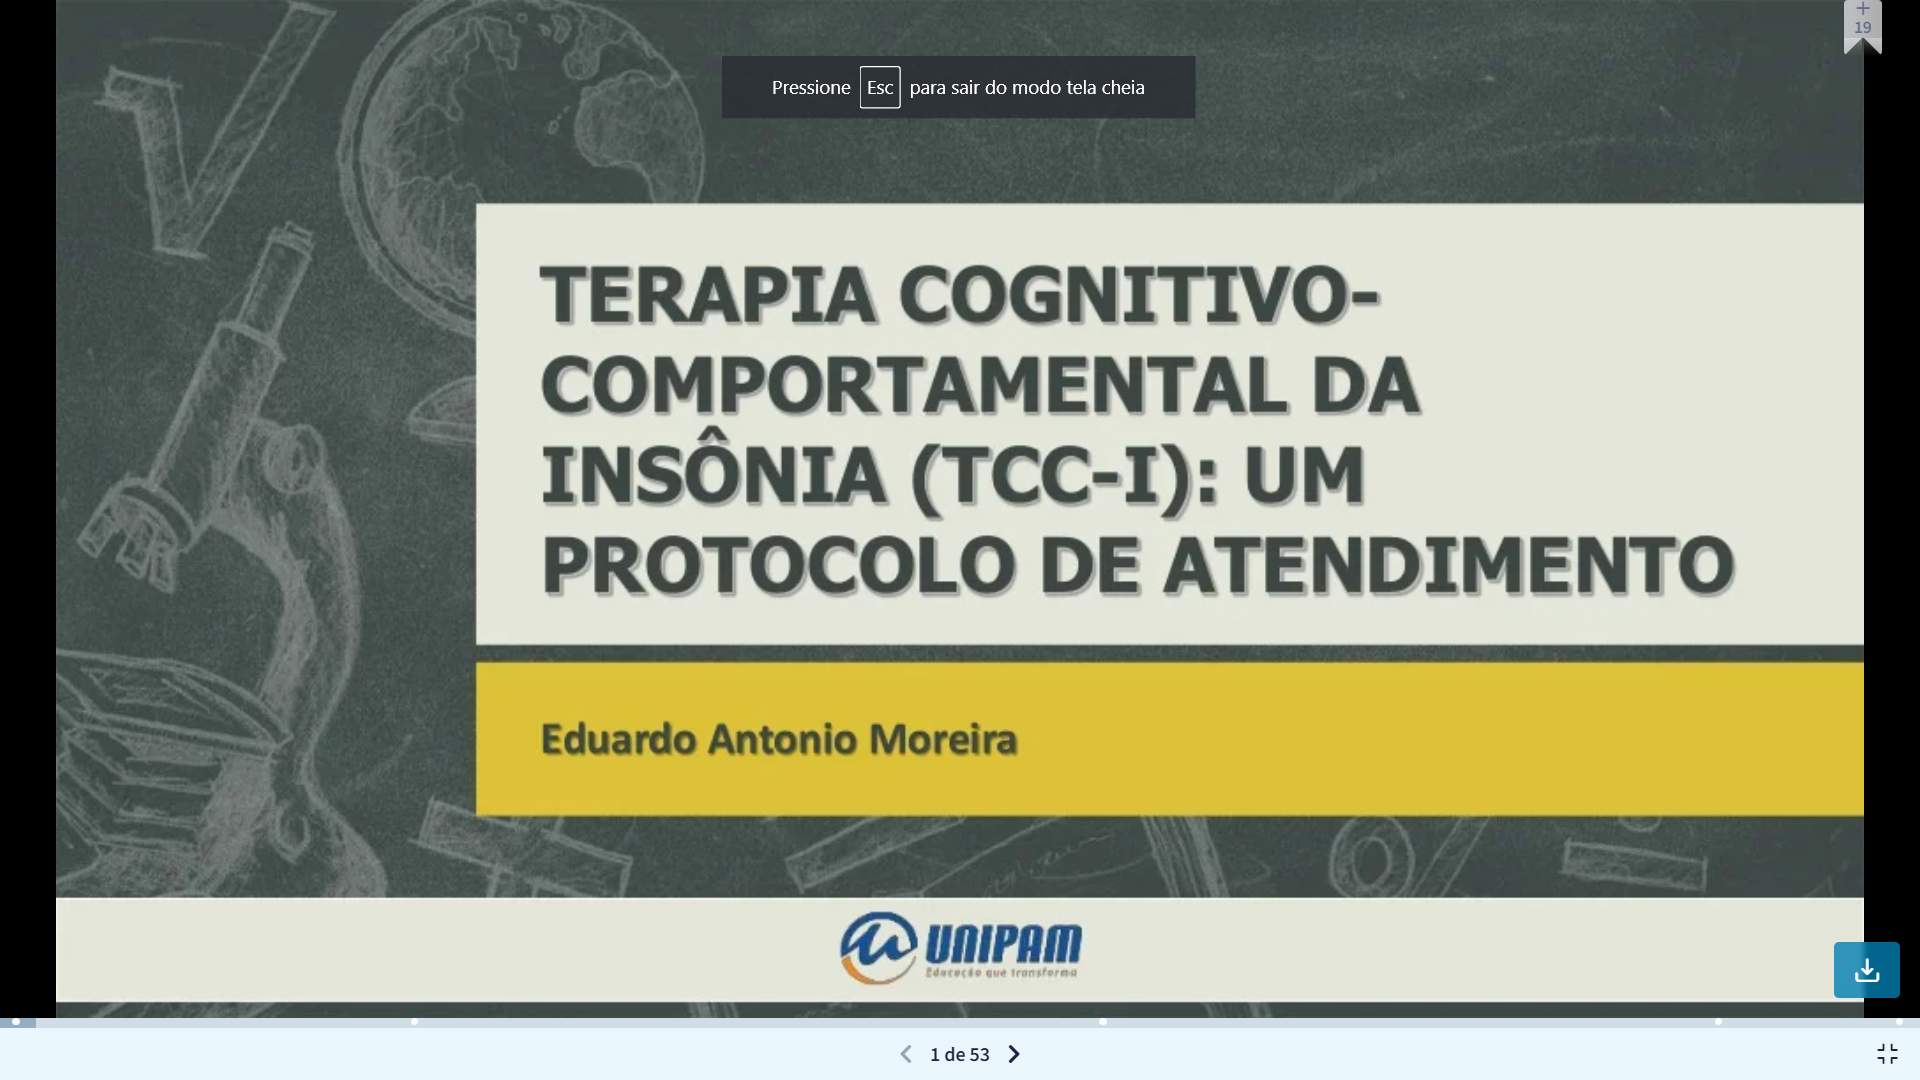 +
19
Pressione Esc para sair do modo tela cheia
TERAPIA COGNITIVO-
COMPORTAMENTAL DA
INSÔNIA (TCC-I): UM
PROTOCOLO DE ATENDIMENTO
Eduardo Antonio Moreira
UNIPAM
Educação que transforma
1 de 53